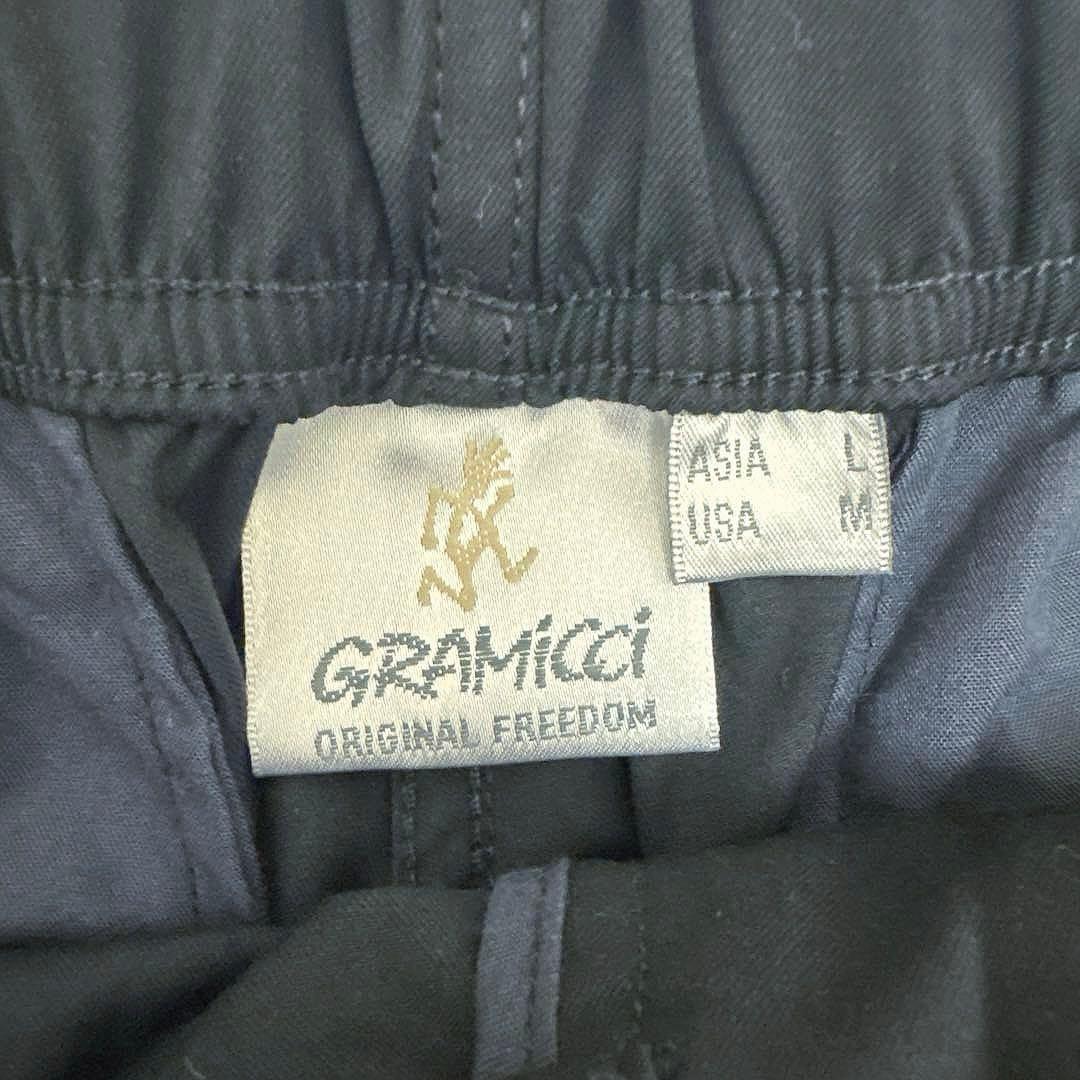 ASIA L
USA M
GRAMiCCi
ORIGINAL FREEDOM